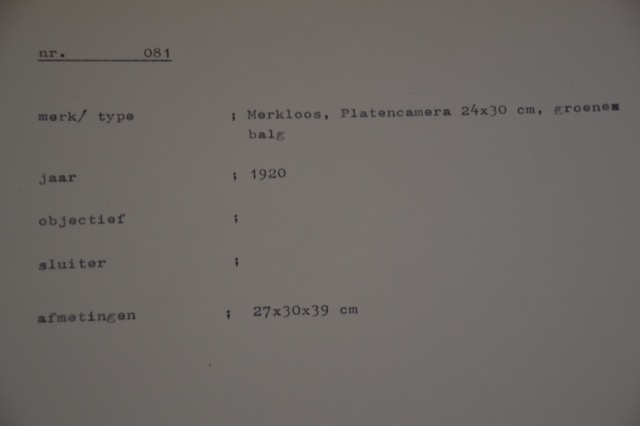 nr. 081
merk/ type ; Merkloos, Platencamera 24x30 cm, groene
balg
jaar ; 1920
objectief ;
sluiter ;
afmetingen ; 27x30x39 cm